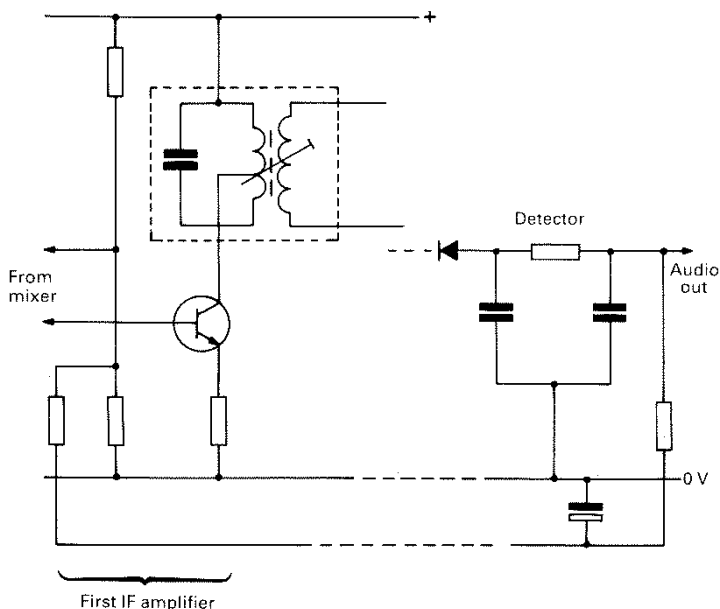 +
Detector
From
mixer
Audio
out
0 V
First IF amplifier